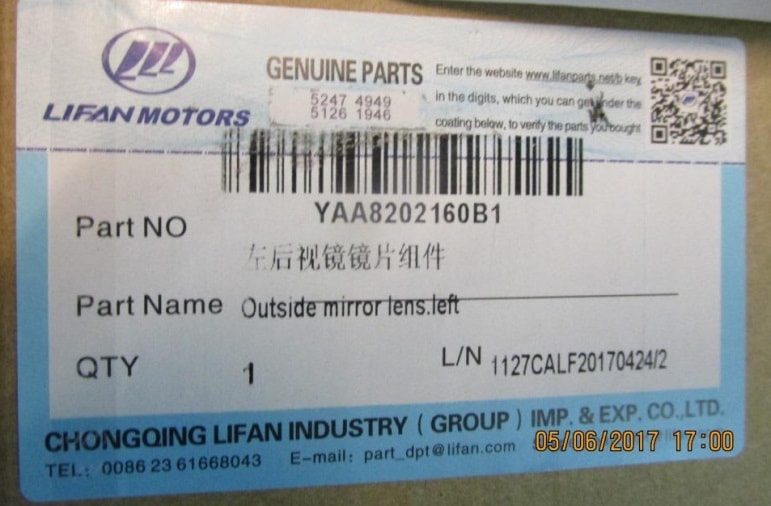 LIFAN MOTORS
GENUINE PARTS
5247 4949
5126 1946
Enter the website www.lifanparts.net/b key
in the digits, which you can get under the
coating below, to verify the parts you bought
YAA8202160B1
Part NO
左后视镜镜片组件
Part Name Outside mirror lens.left
QTY 1
L/N 1127CALF20170424/2
CHONGQING LIFAN INDUSTRY ( GROUP ) IMP. & EXP. CO.,LTD.
TEL: 0086 23 61668043 E-mail: part_dpt@lifan.com
05/06/2017 17:00